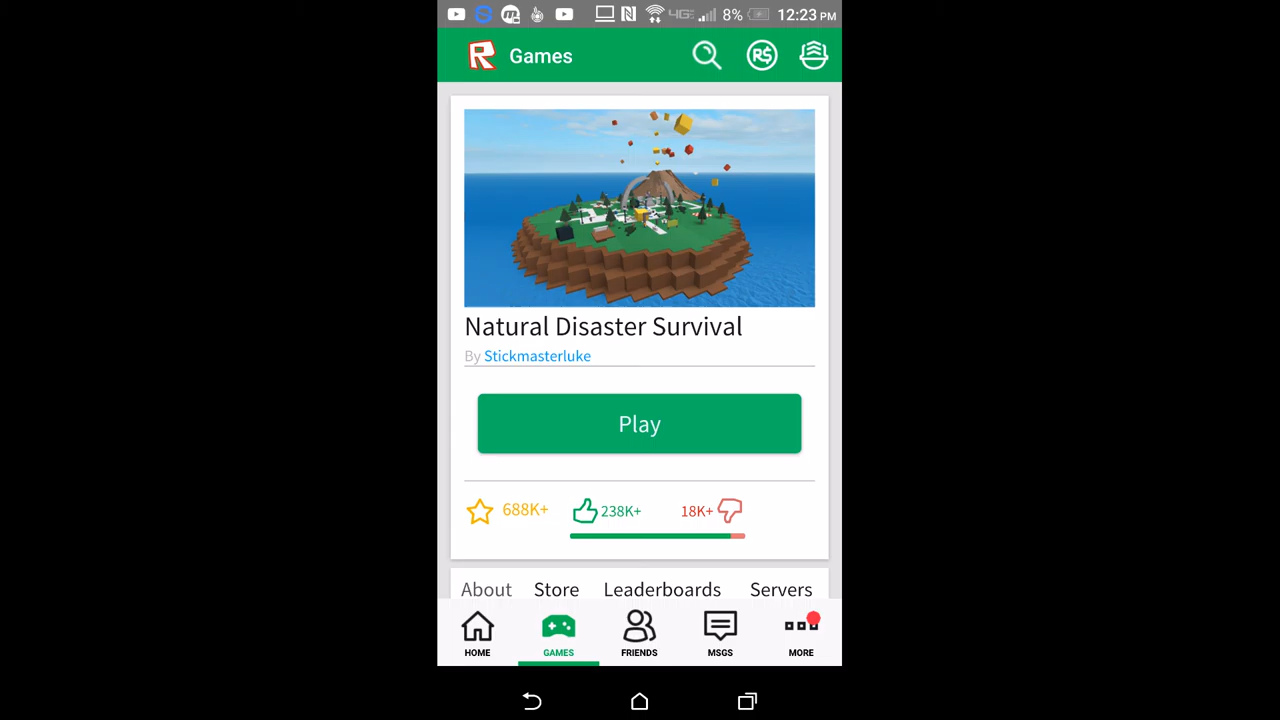 4G 8% 12:23 PM
R Games R$
Natural Disaster Survival
By Stickmasterluke
Play
688K+ 238K+ 18K+
About Store Leaderboards Servers
HOME GAMES FRIENDS MSGS MORE